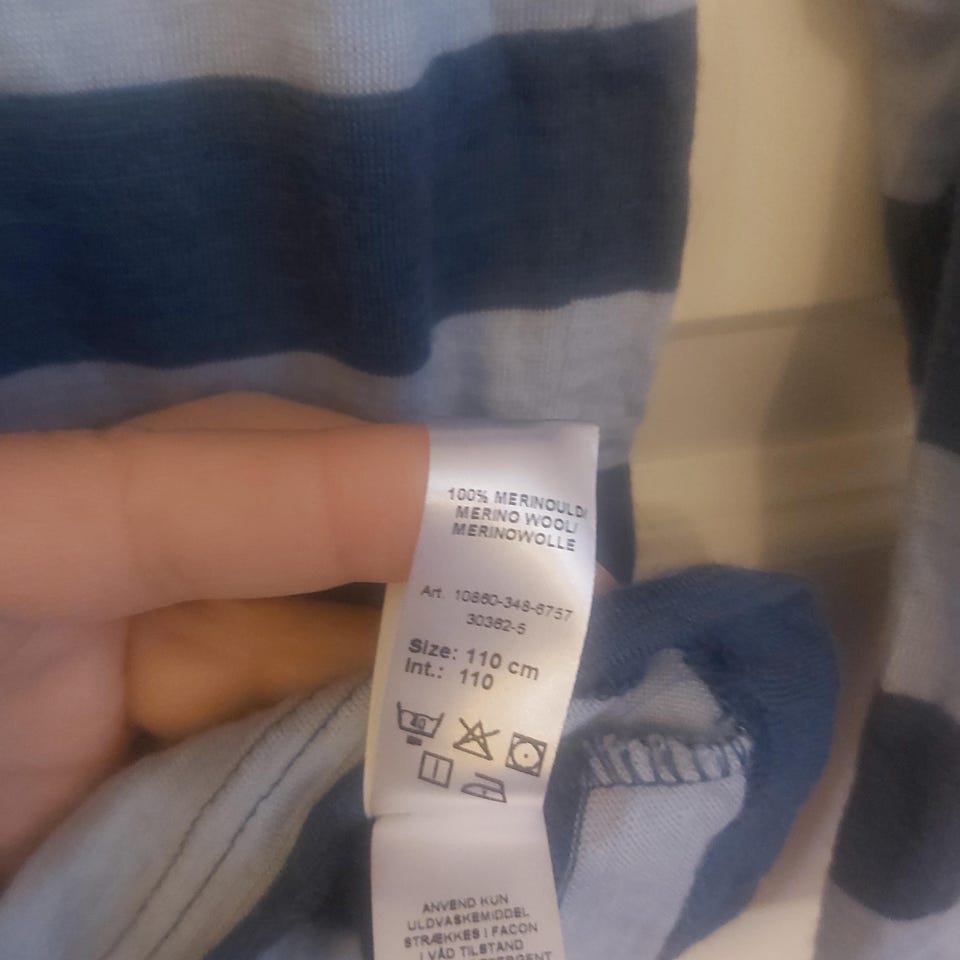 100% MERINOULD/
MERINO WOOL/
MERINOWOLLE
Art. 10860-348-6757
30362-5
Size: 110 cm
Int.: 110
40
ANVEND KUN
ULDVASKEMIDDEL
STRÆKKES I FACON
I VÅD TILSTAND